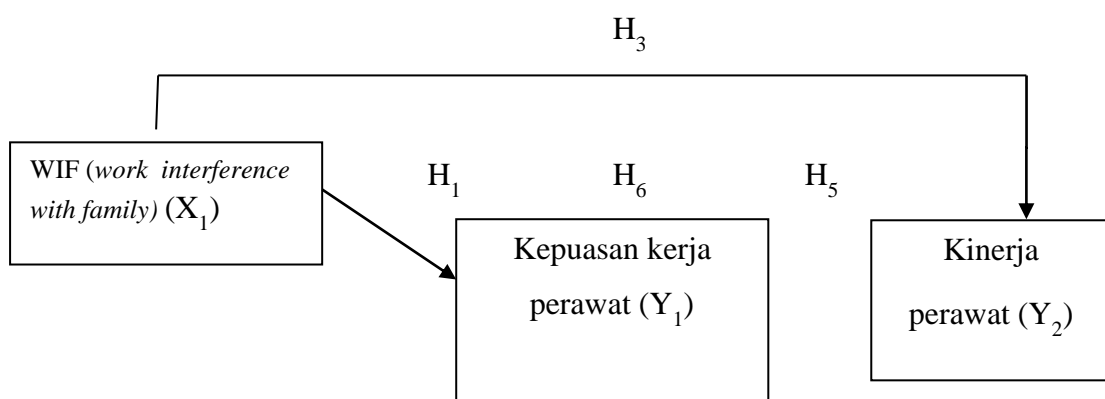 H₃
WIF (work interference
with family) (X₁)
H₁
H₆
H₅
Kepuasan kerja
perawat (Y₁)
Kinerja
perawat (Y₂)